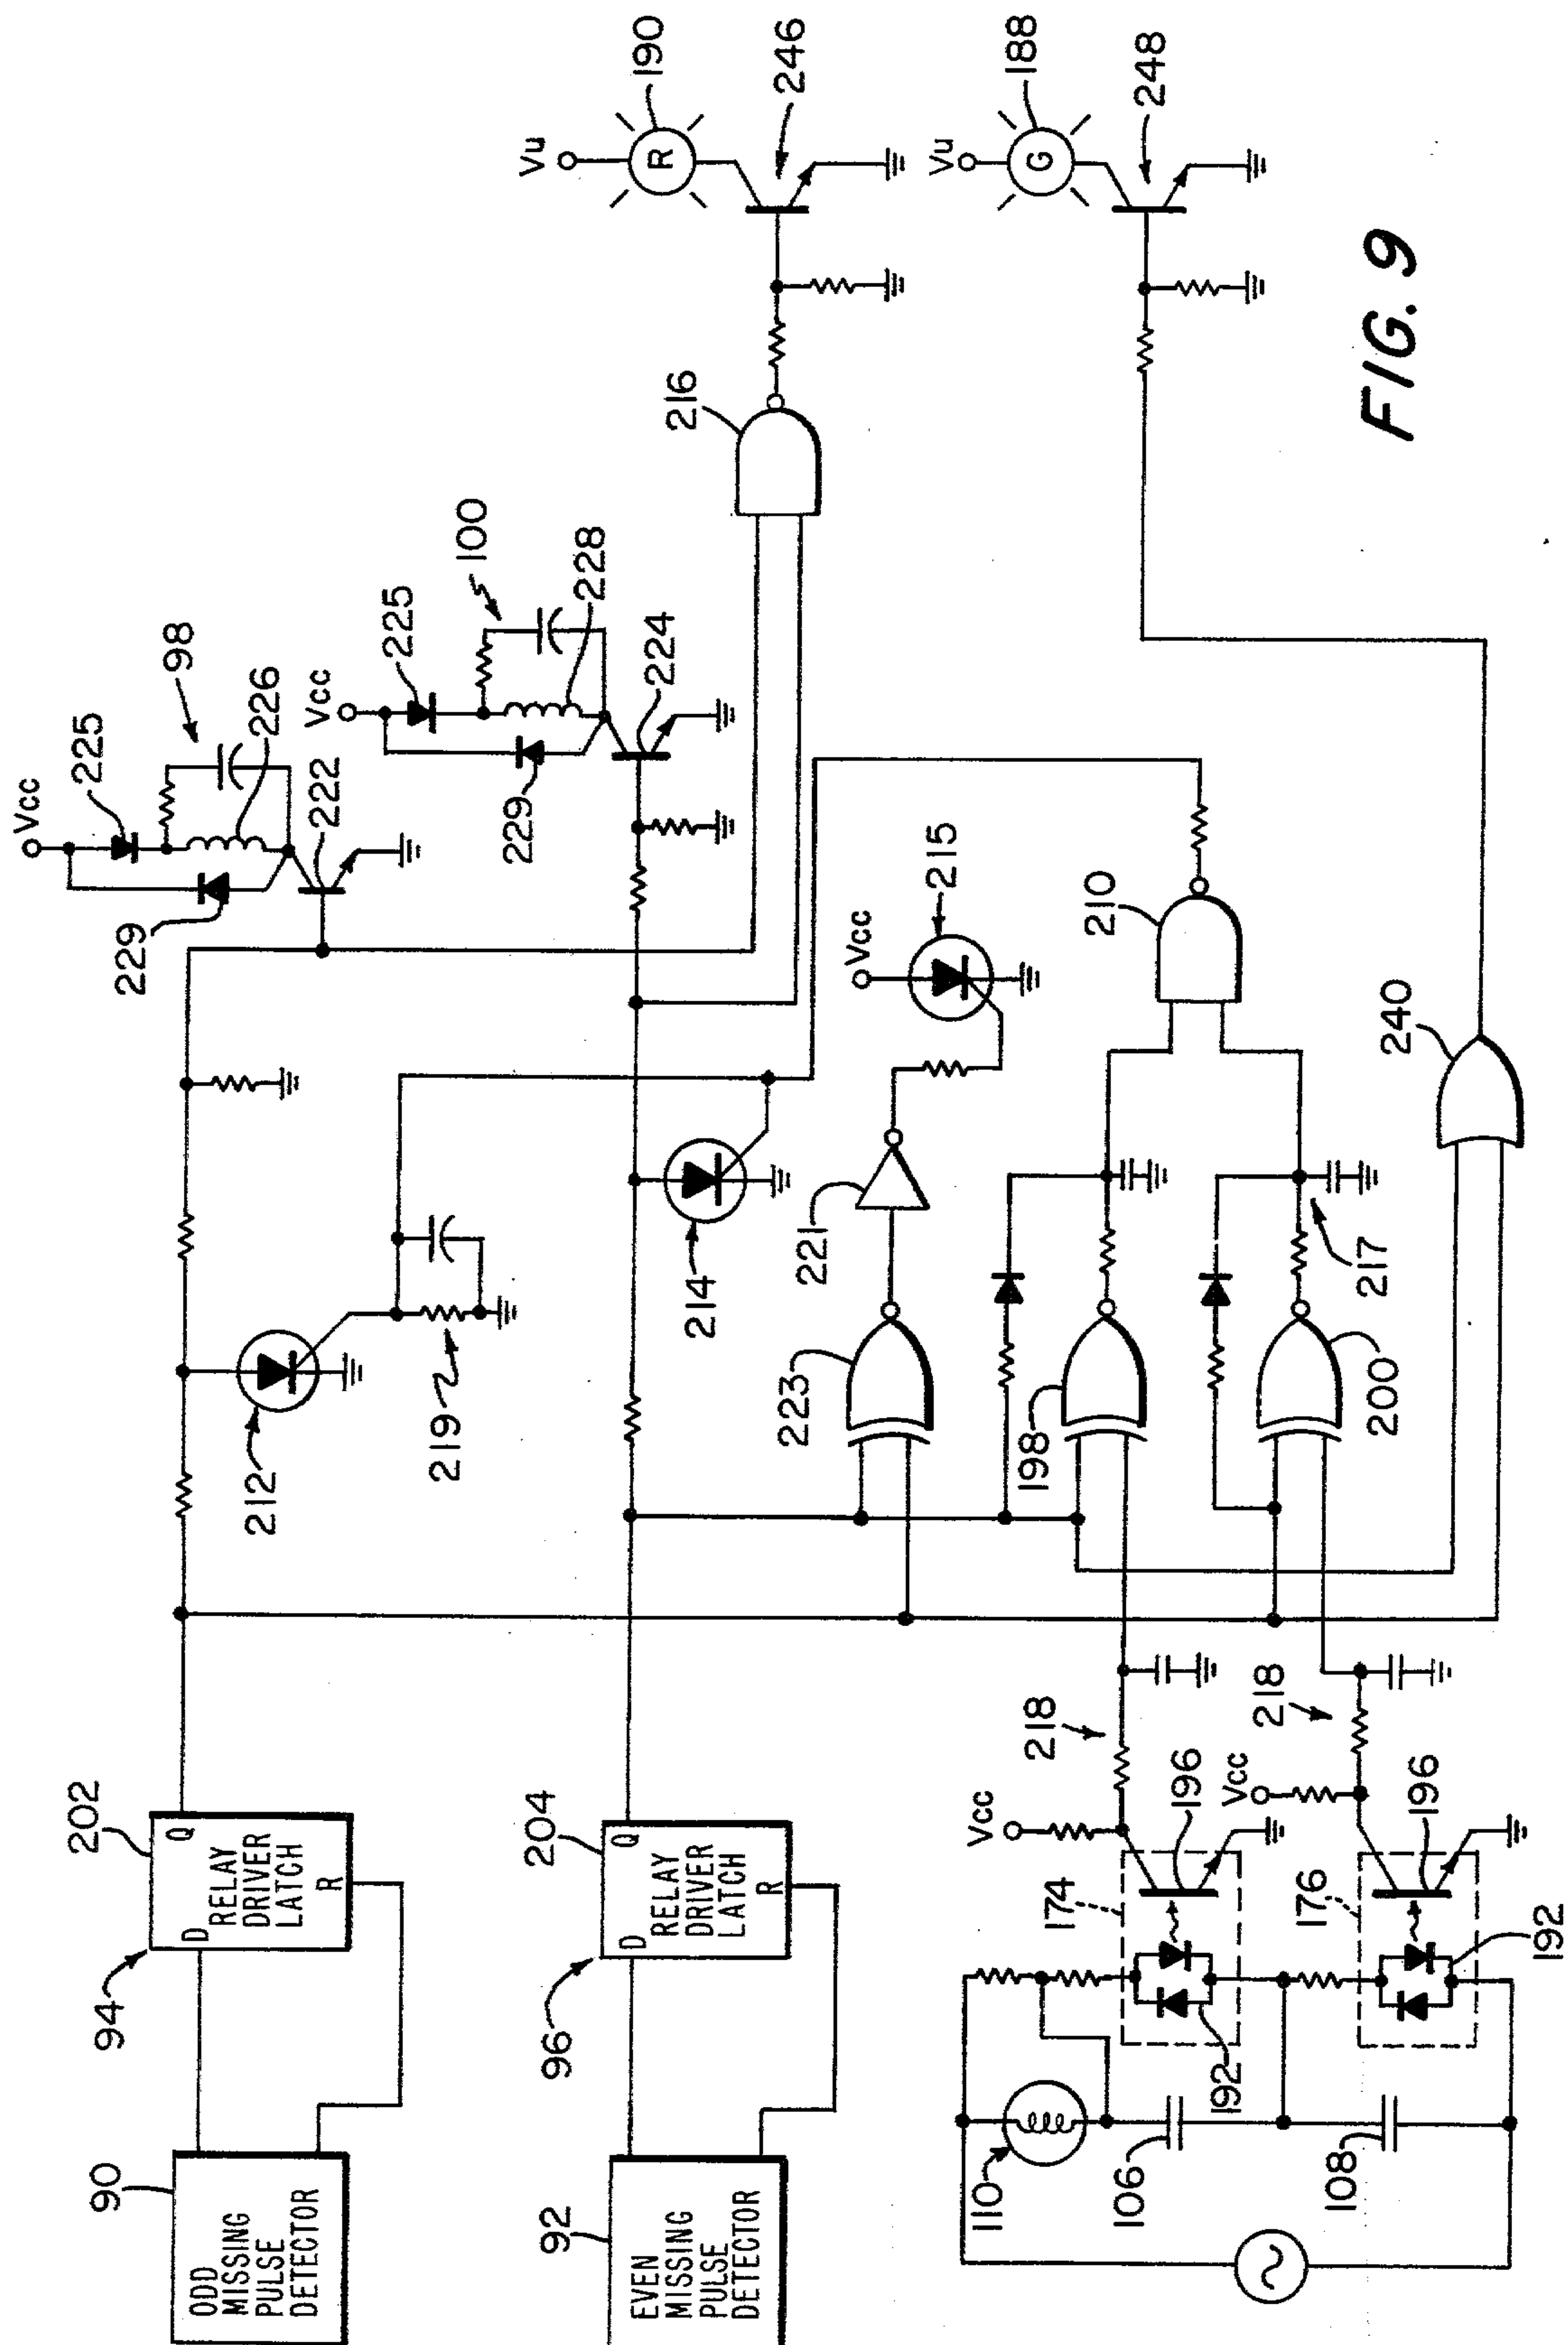 Vcc
225
98
226
222
229
Vcc
225
100
228
224
229
Vu
R
190
246
Vu
G
188
248
216
212
219
214
Vcc
215
221
223
210
198
200
217
240
202
Q
RELAY
DRIVER
LATCH
D
R
94
90
ODD
MISSING
PULSE
DETECTOR
204
Q
RELAY
DRIVER
LATCH
D
R
96
92
EVEN
MISSING
PULSE
DETECTOR
218
Vcc
196
174
192
218
Vcc
196
176
192
110
106
108
FIG. 9